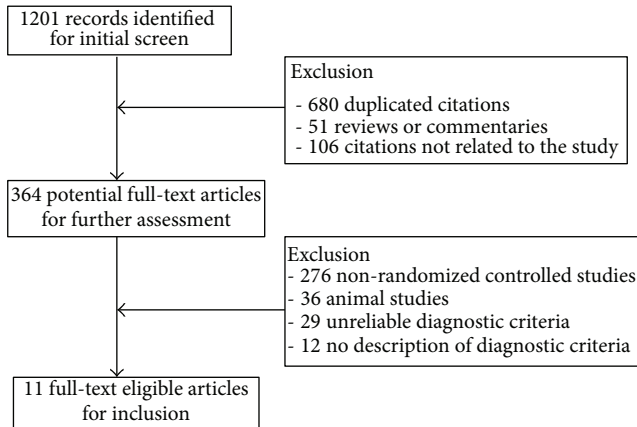 1201 records identified
for initial screen
Exclusion
- 680 duplicated citations
- 51 reviews or commentaries
- 106 citations not related to the study
364 potential full-text articles
for further assessment
Exclusion
- 276 non-randomized controlled studies
- 36 animal studies
- 29 unreliable diagnostic criteria
- 12 no description of diagnostic criteria
11 full-text eligible articles
for inclusion